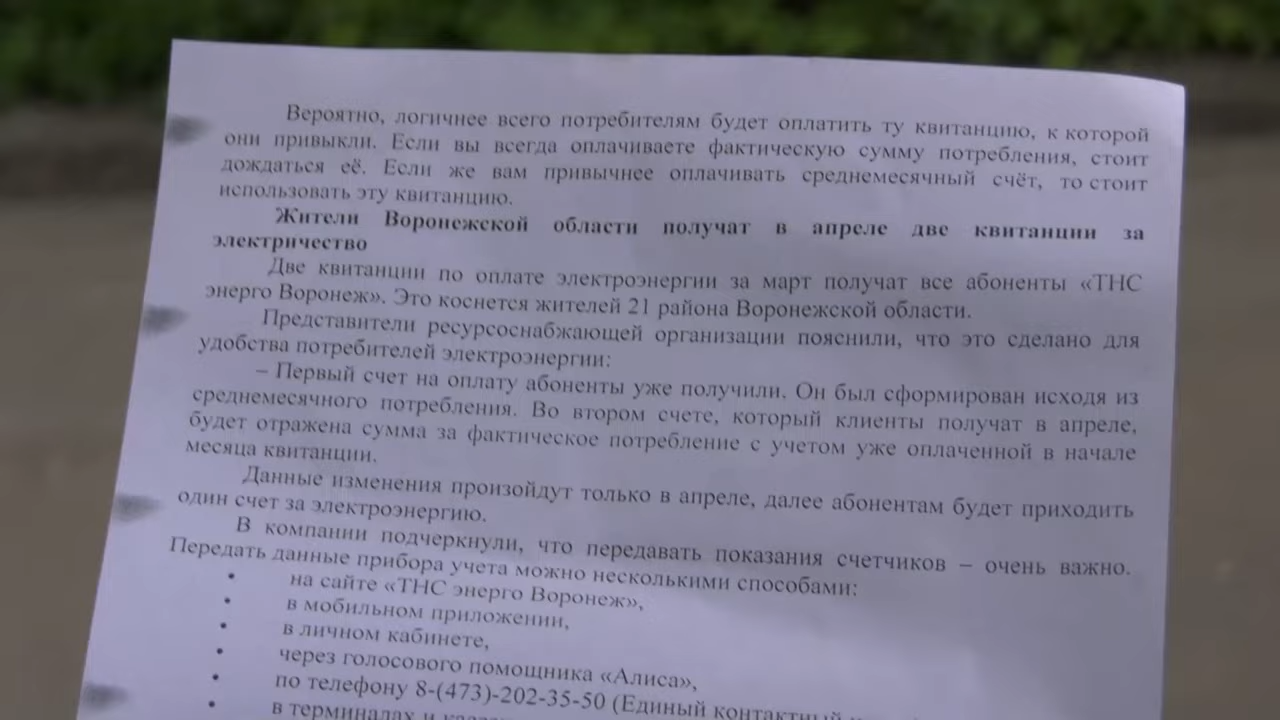 Вероятно, логичнее всего потребителям будет оплатить ту квитанцию, к которой
они привыкли. Если вы всегда оплачиваете фактическую сумму потребления, стоит
дождаться её. Если же вам привычнее оплачивать среднемесячный счёт, то стоит
использовать эту квитанцию.
Жители Воронежской области получат в апреле две квитанции за
электричество
Две квитанции по оплате электроэнергии за март получат все абоненты «ТНС
энерго Воронеж». Это коснется жителей 21 района Воронежской области.
Представители ресурсоснабжающей организации пояснили, что это сделано для
удобства потребителей электроэнергии:
– Первый счет на оплату абоненты уже получили. Он был сформирован исходя из
среднемесячного потребления. Во втором счете, который клиенты получат в апреле,
будет отражена сумма за фактическое потребление с учетом уже оплаченной в начале
месяца квитанции.
Данные изменения произойдут только в апреле, далее абонентам будет приходить
один счет за электроэнергию.
В компании подчеркнули, что передавать показания счетчиков – очень важно.
Передать данные прибора учета можно несколькими способами:
• на сайте «ТНС энерго Воронеж»,
• в мобильном приложении,
• в личном кабинете,
• через голосового помощника «Алиса»,
• по телефону 8-(473)-202-35-50 (Единый контактный
• в терминалах и